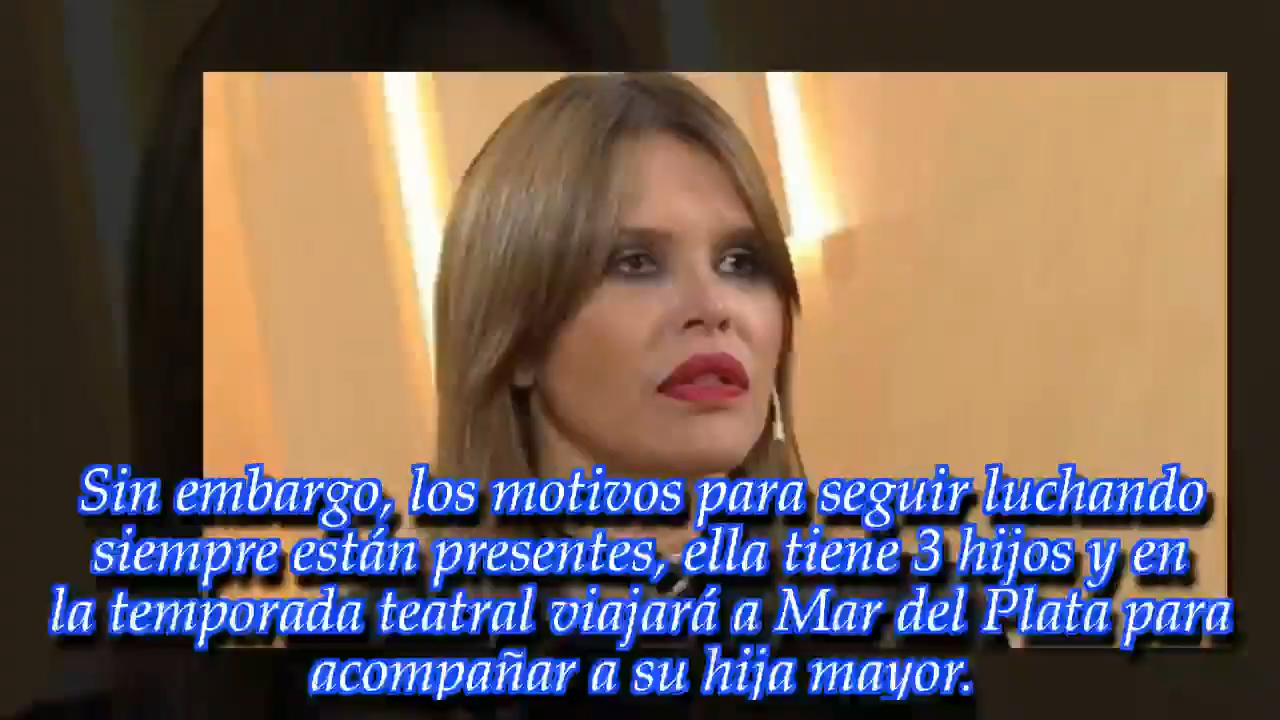 Sin embargo, los motivos para seguir luchando
siempre están presentes, ella tiene 3 hijos y en
la temporada teatral viajará a Mar del Plata para
acompañar a su hija mayor.